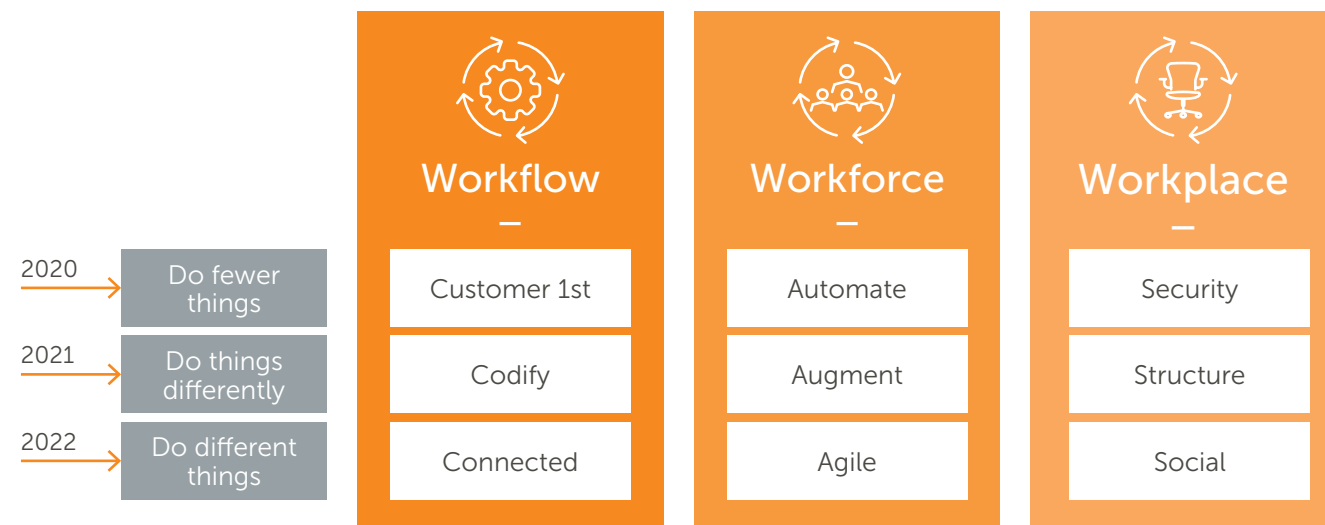 Workflow
Workforce
Workplace
2020
Do fewer
things
Customer 1st
Automate
Security
2021
Do things
differently
Codify
Augment
Structure
2022
Do different
things
Connected
Agile
Social